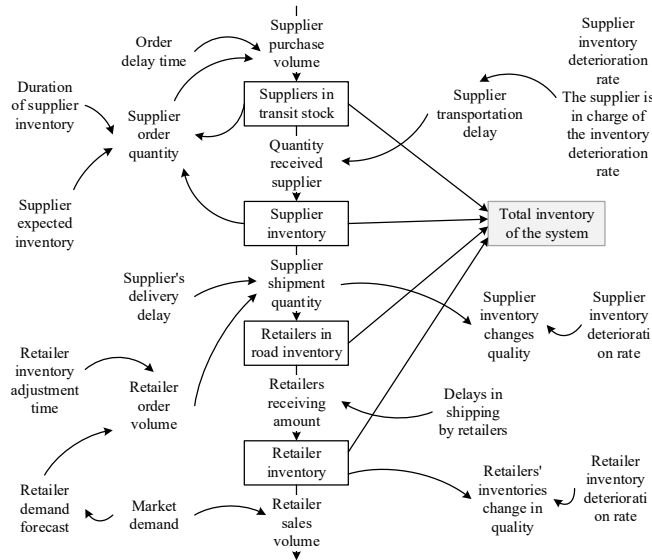 Supplier
purchase
volume
Order
delay time
Supplier
inventory
deterioration
rate
The supplier is
in charge of
the inventory
deterioration
rate
Duration
of supplier
inventory
Supplier
order
quantity
Suppliers in
transit stock
Supplier
transportation
delay
Quantity
received
supplier
Supplier
expected
inventory
Supplier
inventory
Total inventory
of the system
Supplier's
delivery
delay
Supplier
shipment
quantity
Supplier
inventory
changes
quality
Supplier
inventory
deteriorati
on rate
Retailers in
road inventory
Retailer
inventory
adjustment
time
Retailer
order
volume
Retailers
receiving
amount
Delays in
shipping
by retailers
Retailer
inventory
Retailer
demand
forecast
Market
demand
Retailer
sales
volume
Retailers'
inventories
change in
quality
Retailer
inventory
deteriorati
on rate